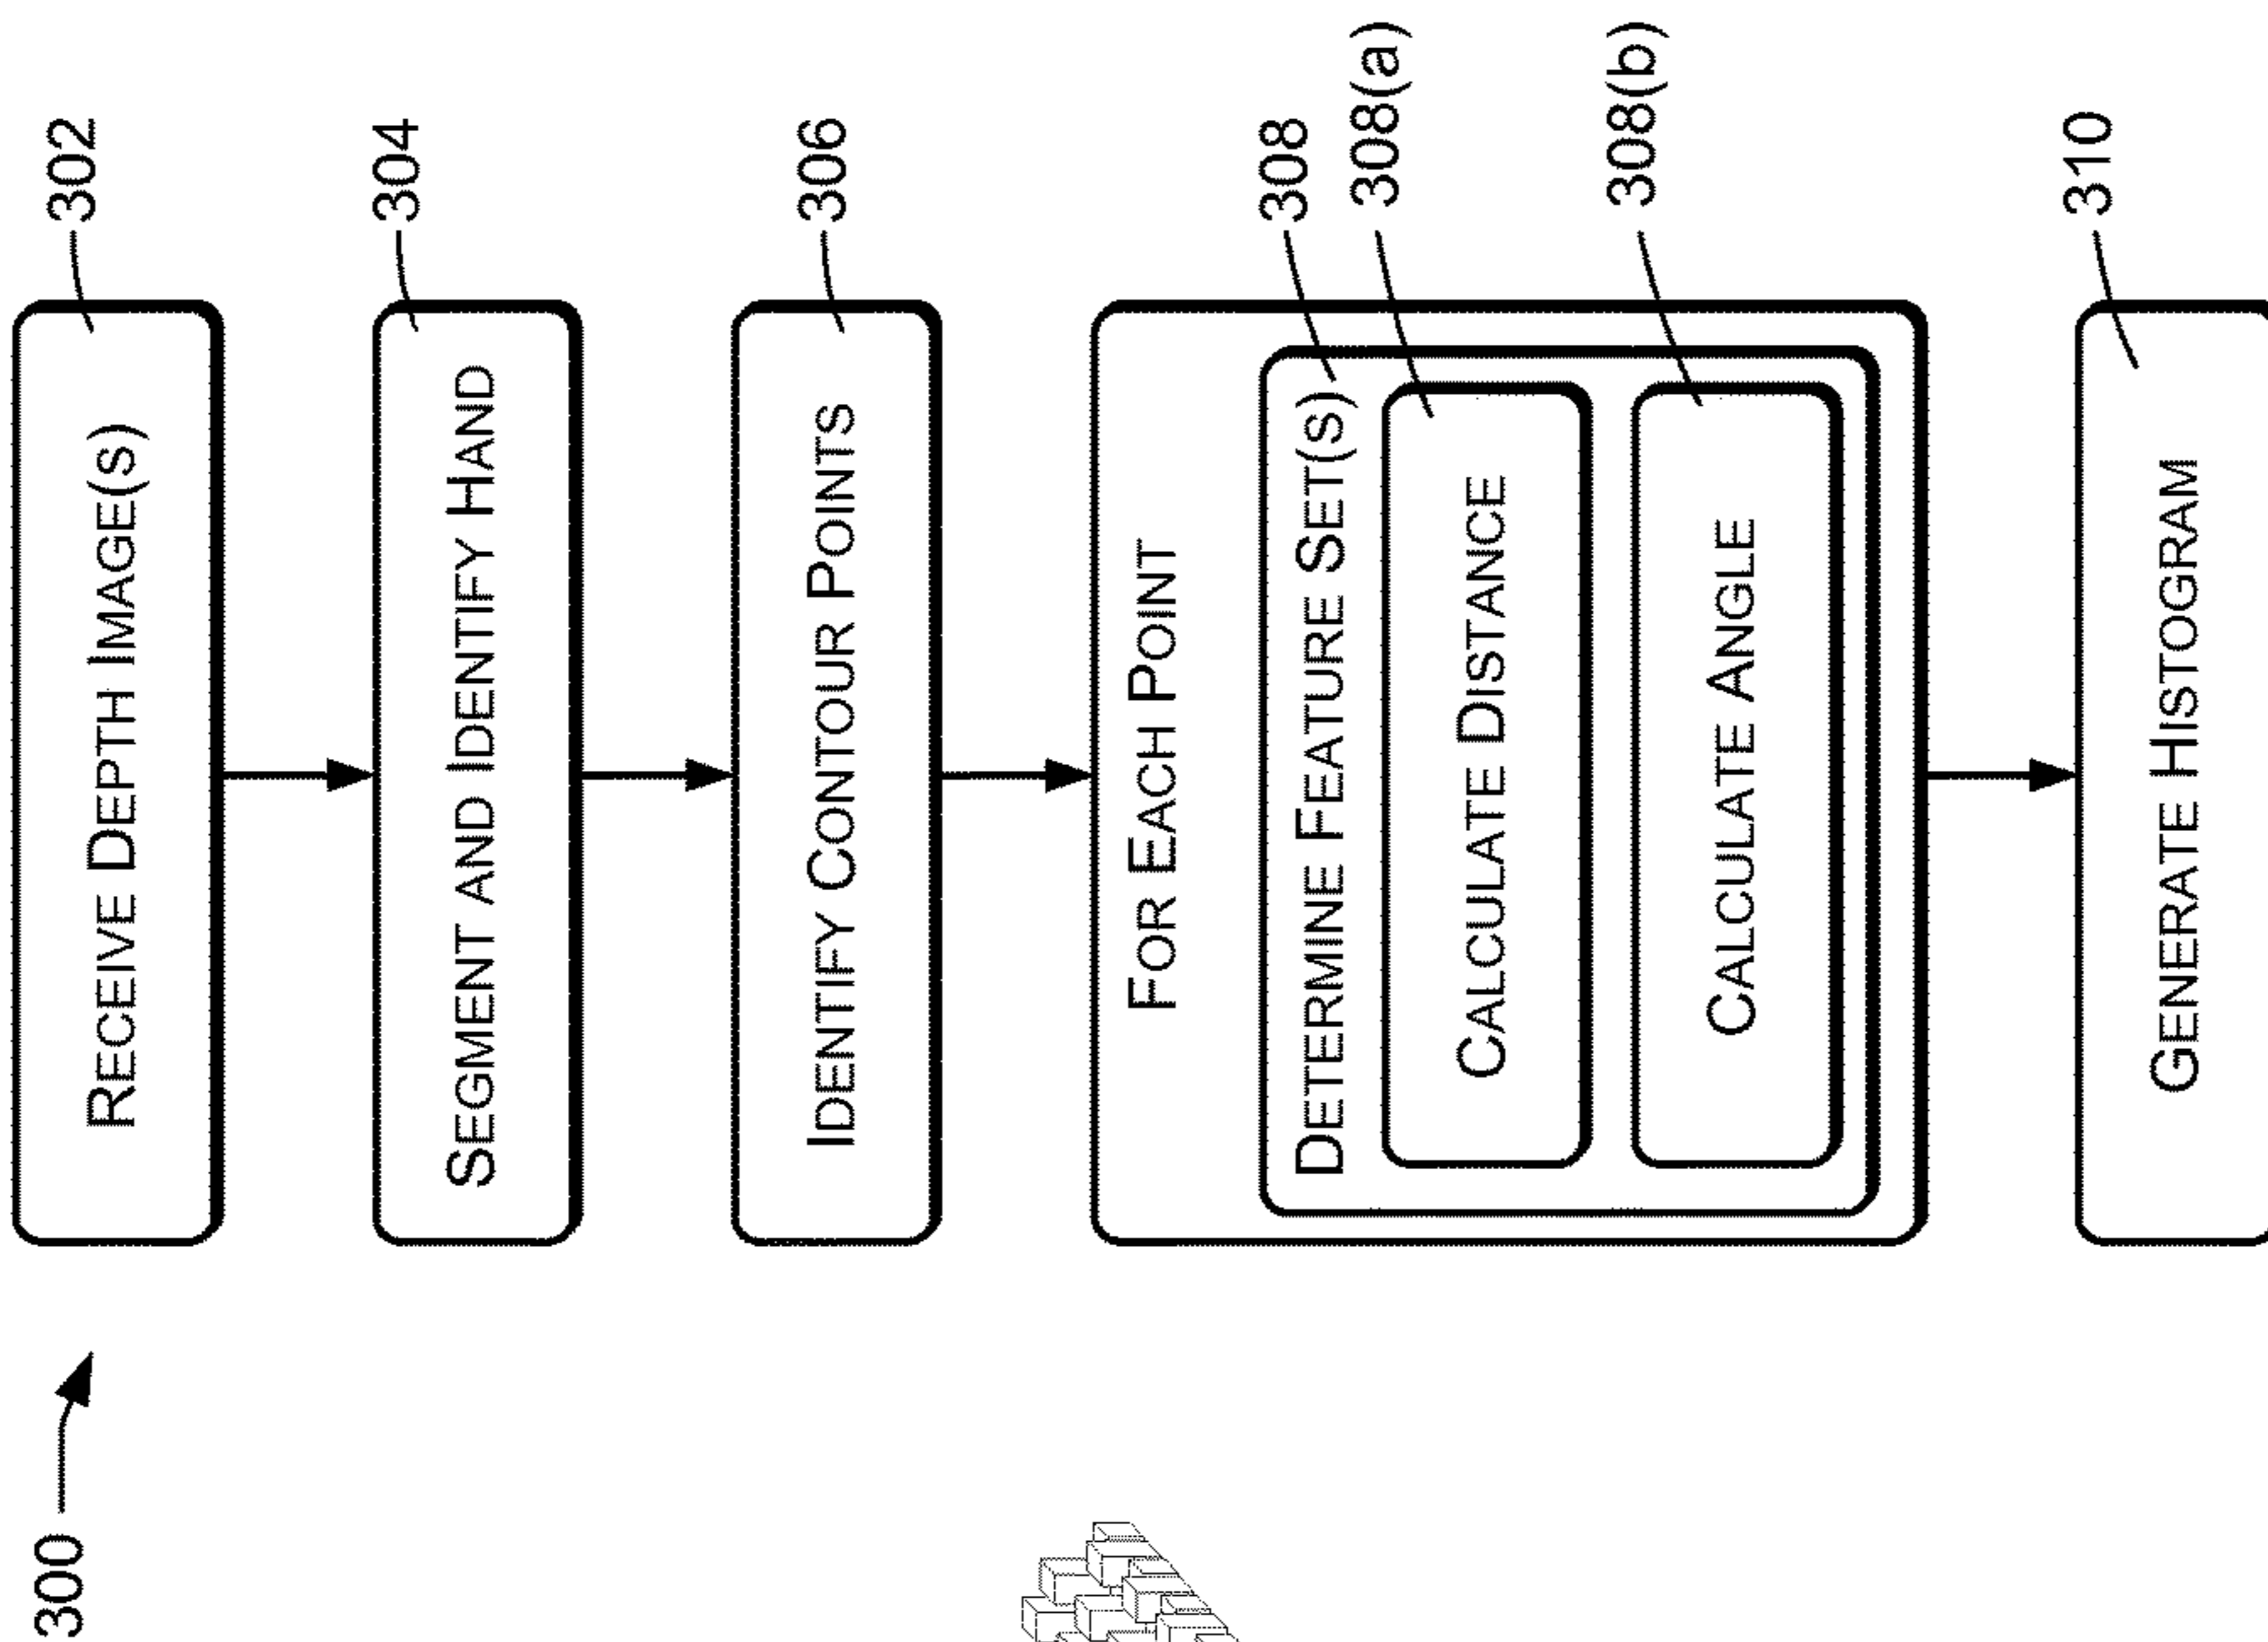 300
RECEIVE DEPTH IMAGE(S)
302
SEGMENT AND IDENTIFY HAND
304
IDENTIFY CONTOUR POINTS
306
FOR EACH POINT
DETERMINE FEATURE SET(S)
308
CALCULATE DISTANCE
308(a)
CALCULATE ANGLE
308(b)
GENERATE HISTOGRAM
310